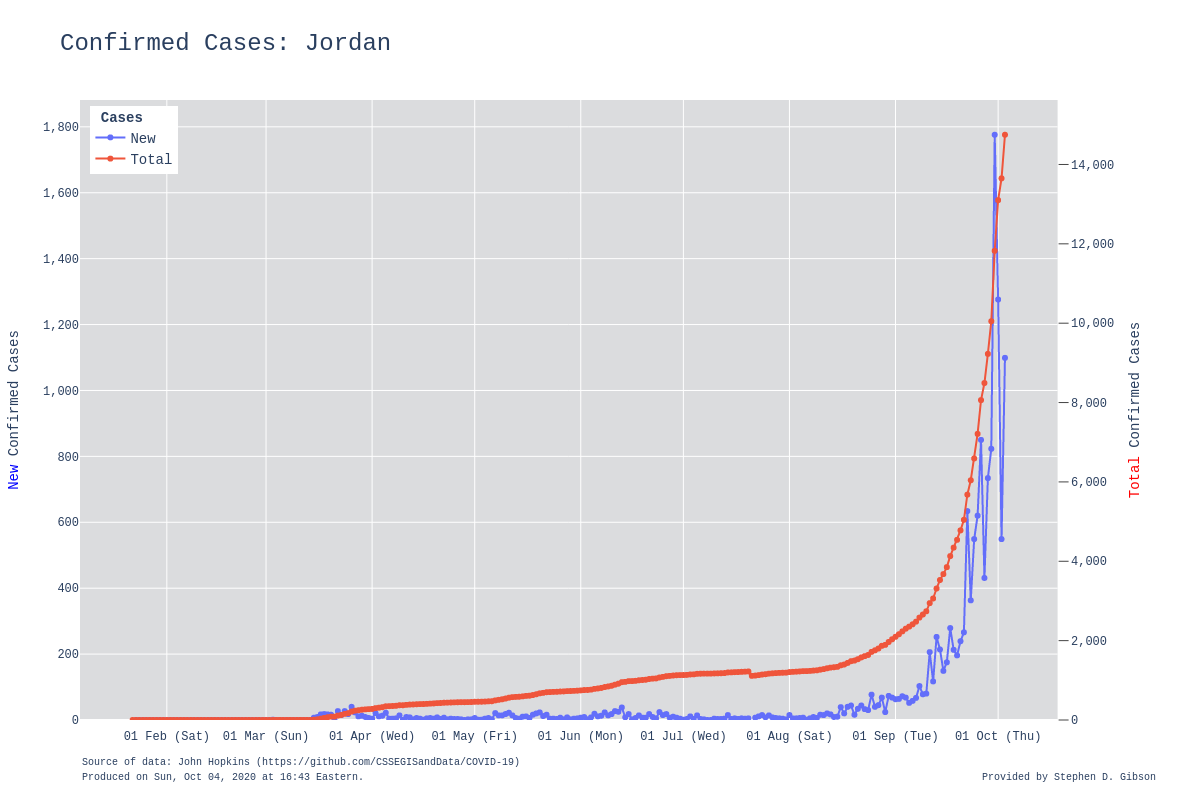 Confirmed Cases: Jordan
Cases
New
Total
1,800
1,600
1,400
1,200
1,000
800
600
400
200
0
New Confirmed Cases
14,000
12,000
10,000
8,000
6,000
4,000
2,000
0
Total Confirmed Cases
01 Feb (Sat) 01 Mar (Sun) 01 Apr (Wed) 01 May (Fri) 01 Jun (Mon) 01 Jul (Wed) 01 Aug (Sat) 01 Sep (Tue) 01 Oct (Thu)
Source of data: John Hopkins (https://github.com/CSSEGISandData/COVID-19)
Produced on Sun, Oct 04, 2020 at 16:43 Eastern.
Provided by Stephen D. Gibson